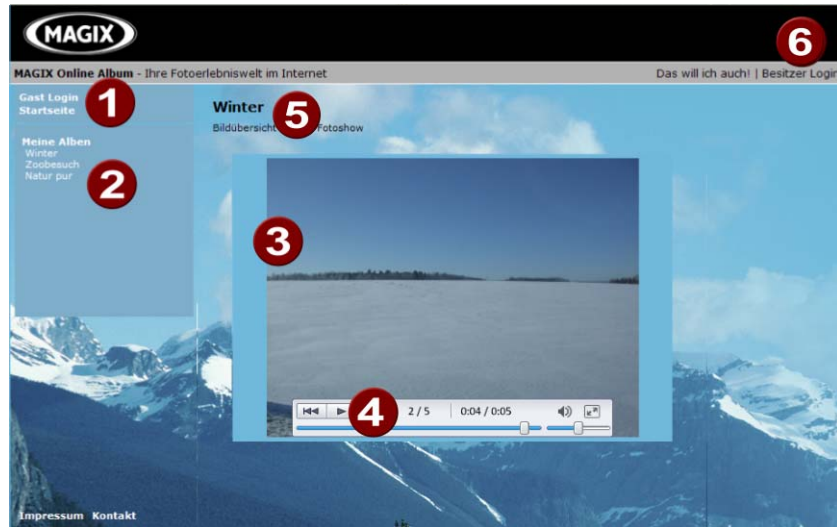 MAGIX
6
MAGIX Online Album - Ihre Fotoerlebniswelt im Internet
Das will ich auch! | Besitzer Login
Gast Login
Startseite
1
Meine Alben
Winter
Zoobesuch
Natur pur
2
Winter
Bildübersicht
Fotoshow
5
3
4
2 / 5
0:04 / 0:05
Impressum Kontakt